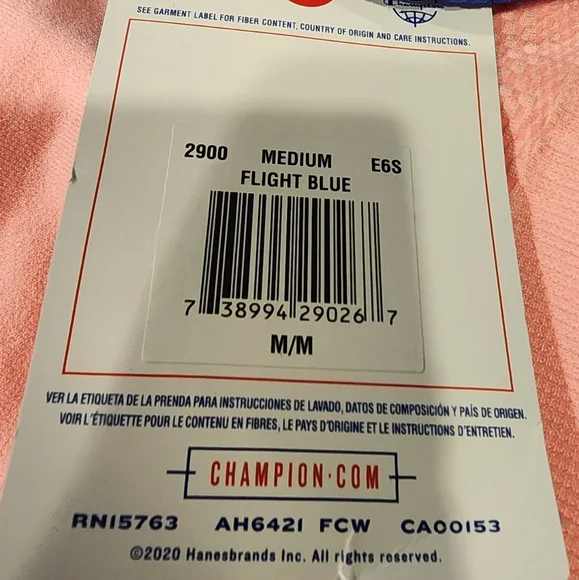 Champion
SEE GARMENT LABEL FOR FIBER CONTENT, COUNTRY OF ORIGIN AND CARE INSTRUCTIONS.
2900 MEDIUM E6S
FLIGHT BLUE
7 38994 29026 7
M/M
VER LA ETIQUETA DE LA PRENDA PARA INSTRUCCIONES DE LAVADO, DATOS DE COMPOSICIÓN Y PAÍS DE ORIGEN.
VOIR L'ÉTIQUETTE POUR LE CONTENU EN FIBRES, LE PAYS D'ORIGINE ET LE INSTRUCTIONS D'ENTRETIEN.
CHAMPION·COM
RN15763 AH6421 FCW CA00153
©2020 Hanesbrands Inc. All rights reserved.